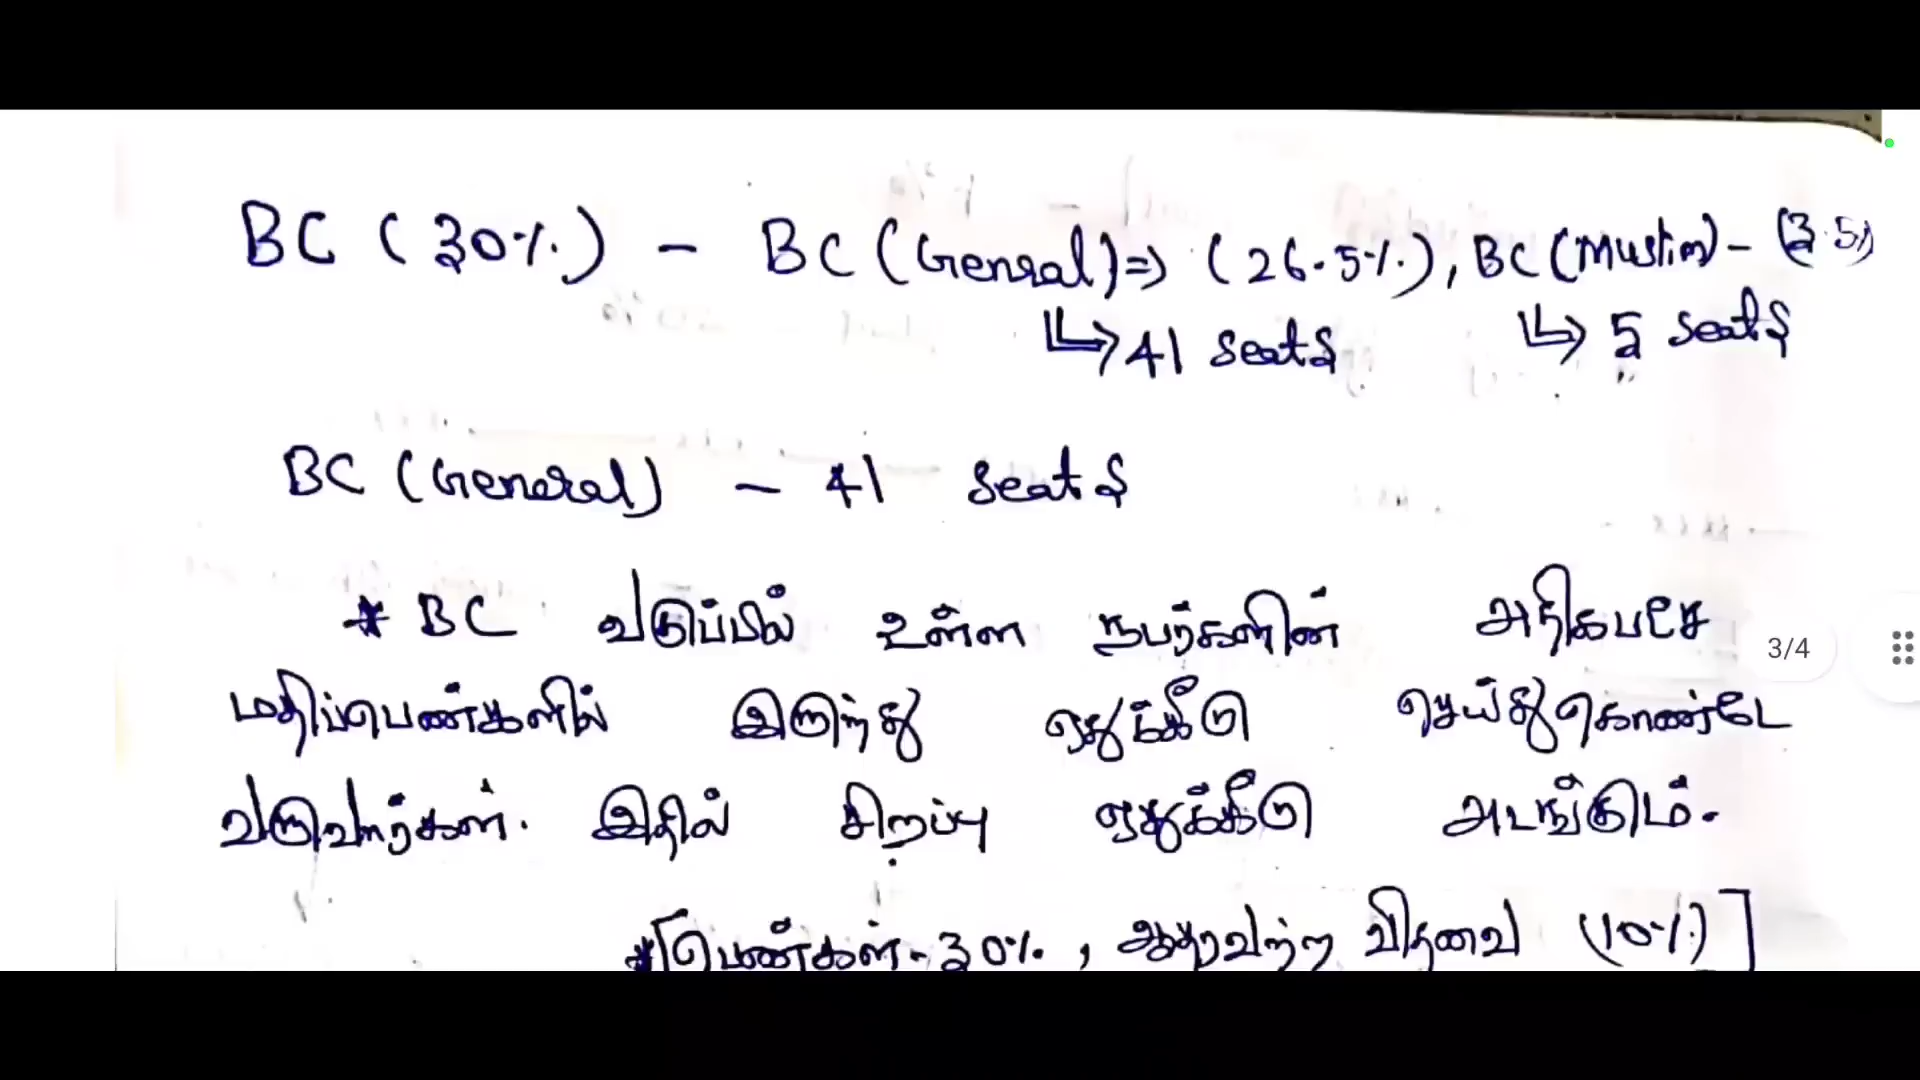 BC (30%) - BC (General) => (26.5%), BC (Muslim) - (3.5)
↳ 41 seats ↳ 5 seats
BC (General) - 41 seats
* BC வகுப்பில் உள்ள நபர்களின் அதிகபட்ச
மதிப்பெண்களில் இருந்து ஒதுக்கீடு செய்துகொண்டே
வருவார்கள். இதில் சிறப்பு ஒதுக்கீடு அடங்கும்.
3/4
*[பெண்கள்-30%, ஆதரவற்ற விதவை (10%)]